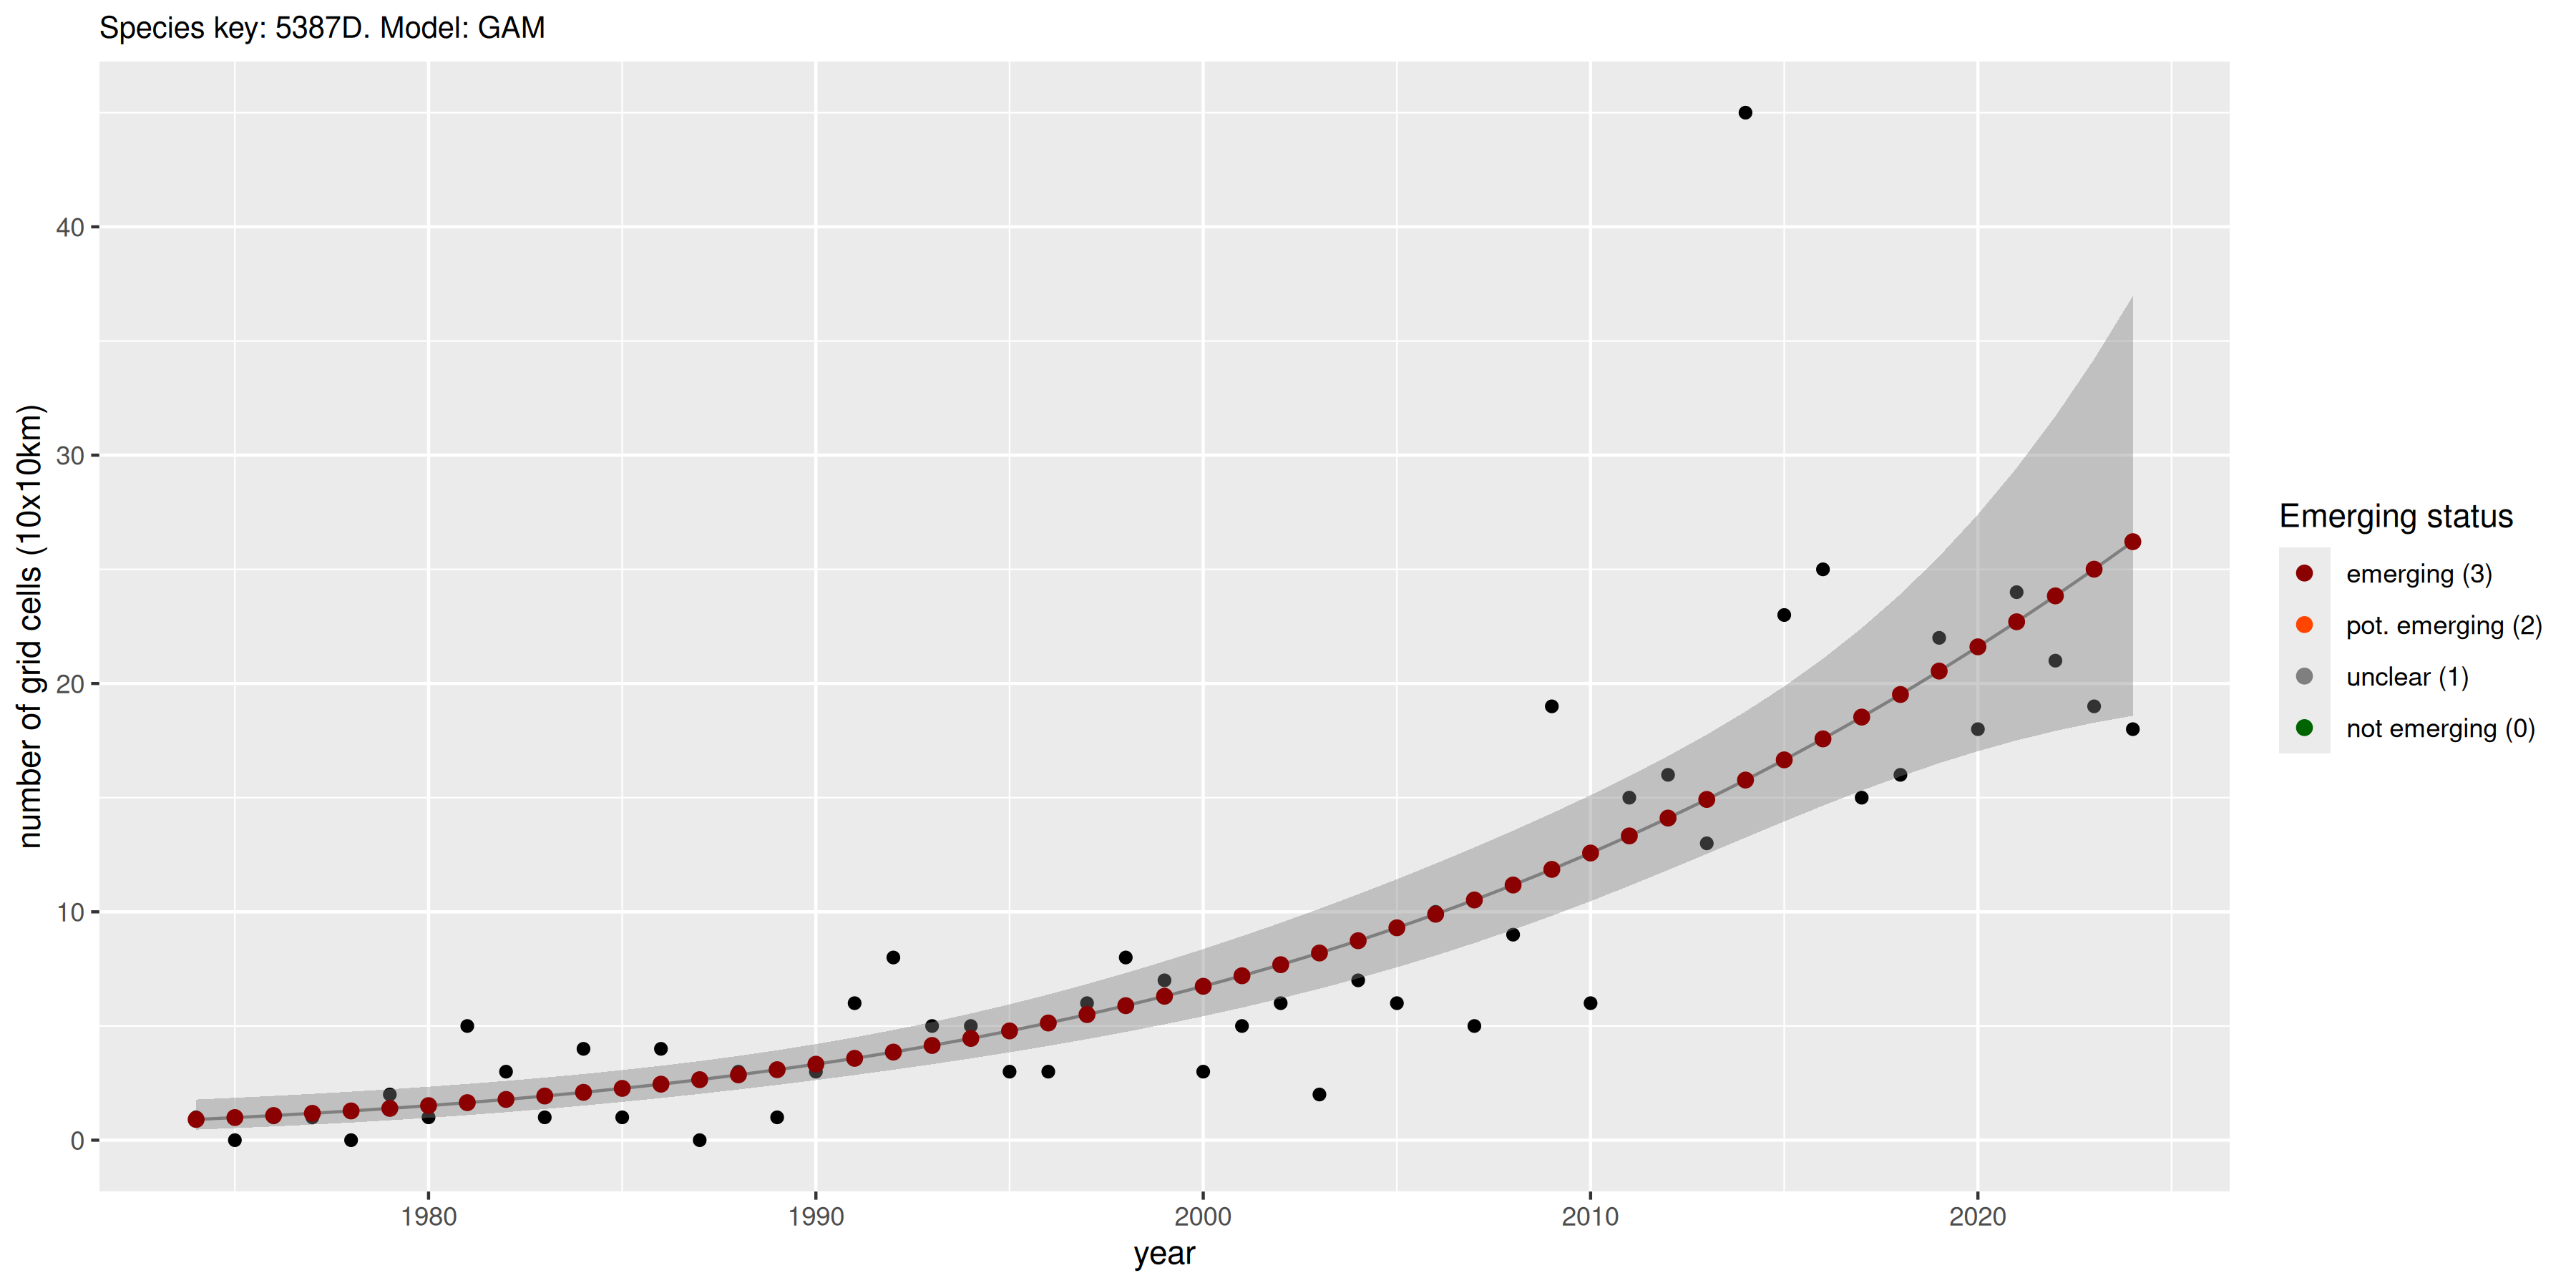 Species key: 5387D. Model: GAM
number of grid cells (10x10km)
40
30
20
10
0
1980
1990
2000
2010
2020
year
Emerging status
emerging (3)
pot. emerging (2)
unclear (1)
not emerging (0)